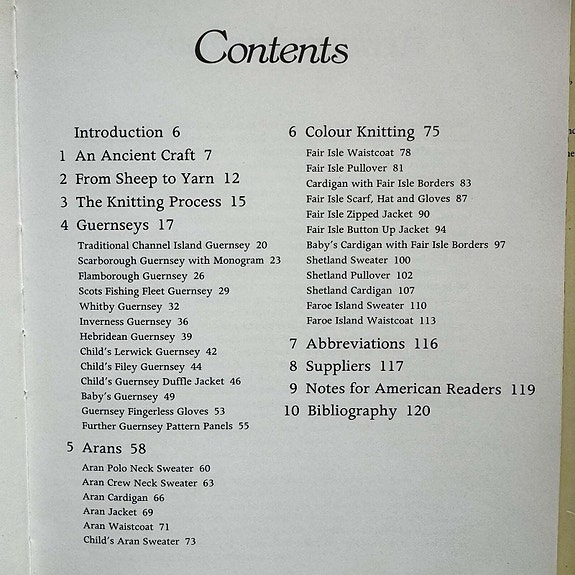 Contents
Introduction 6
1 An Ancient Craft 7
2 From Sheep to Yarn 12
3 The Knitting Process 15
4 Guernseys 17
Traditional Channel Island Guernsey 20
Scarborough Guernsey with Monogram 23
Flamborough Guernsey 26
Scots Fishing Fleet Guernsey 29
Whitby Guernsey 32
Inverness Guernsey 36
Hebridean Guernsey 39
Child's Lerwick Guernsey 42
Child's Filey Guernsey 44
Child's Guernsey Duffle Jacket 46
Baby's Guernsey 49
Guernsey Fingerless Gloves 53
Further Guernsey Pattern Panels 55
5 Arans 58
Aran Polo Neck Sweater 60
Aran Crew Neck Sweater 63
Aran Cardigan 66
Aran Jacket 69
Aran Waistcoat 71
Child's Aran Sweater 73
6 Colour Knitting 75
Fair Isle Waistcoat 78
Fair Isle Pullover 81
Cardigan with Fair Isle Borders 83
Fair Isle Scarf, Hat and Gloves 87
Fair Isle Zipped Jacket 90
Fair Isle Button Up Jacket 94
Baby's Cardigan with Fair Isle Borders 97
Shetland Sweater 100
Shetland Pullover 102
Shetland Cardigan 107
Faroe Island Sweater 110
Faroe Island Waistcoat 113
7 Abbreviations 116
8 Suppliers 117
9 Notes for American Readers 119
10 Bibliography 120